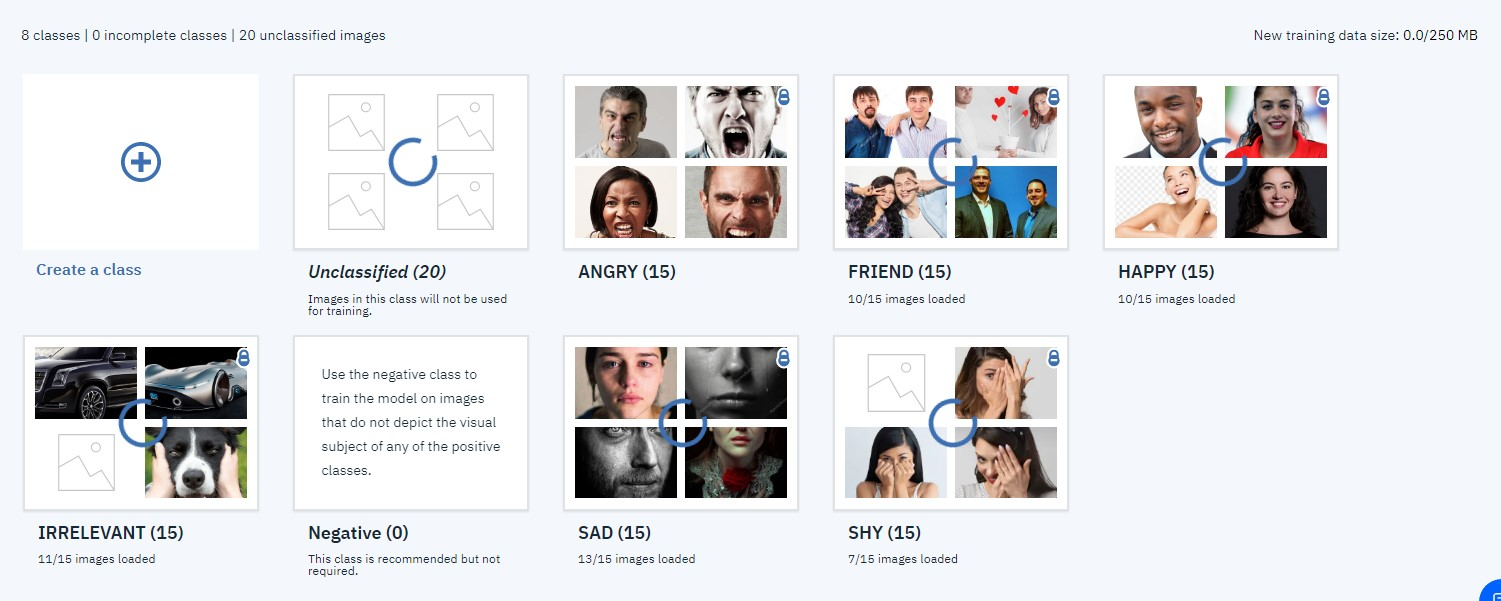 8 classes | 0 incomplete classes | 20 unclassified images
New training data size: 0.0/250 MB
Create a class
Unclassified (20)
Images in this class will not be used
for training.
ANGRY (15)
FRIEND (15)
10/15 images loaded
HAPPY (15)
10/15 images loaded
IRRELEVANT (15)
11/15 images loaded
Use the negative class to
train the model on images
that do not depict the visual
subject of any of the positive
classes.
Negative (0)
This class is recommended but not
required.
SAD (15)
13/15 images loaded
SHY (15)
7/15 images loaded